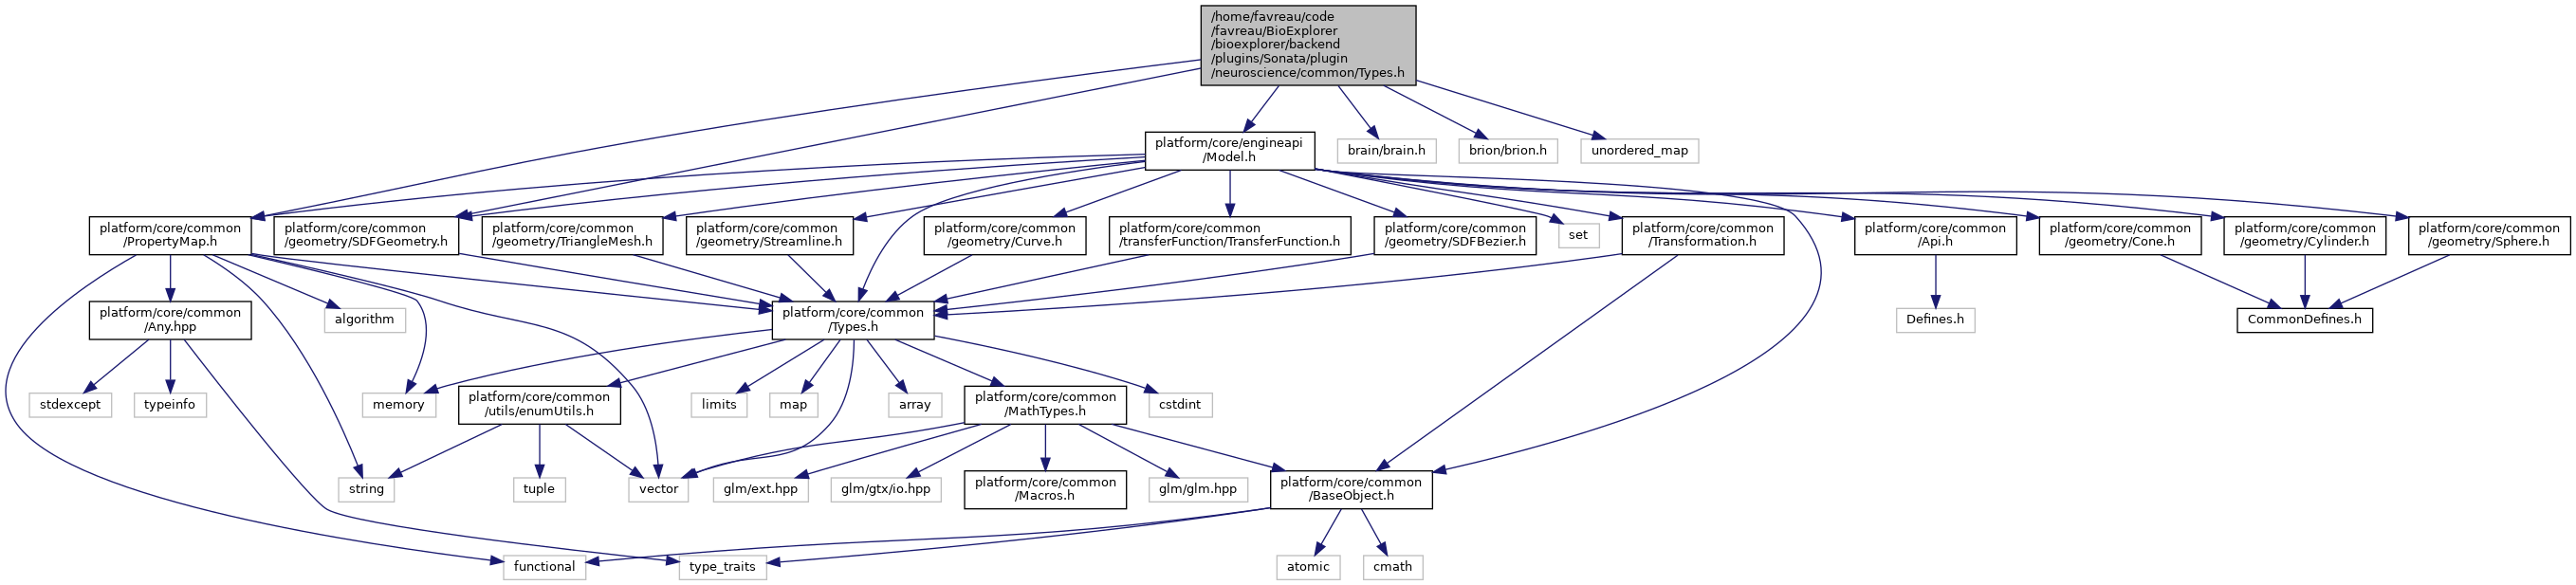 /home/favreau/code
/favreau/BioExplorer
/bioexplorer/backend
/plugins/Sonata/plugin
/neuroscience/common/Types.h
platform/core/engineapi
/Model.h
brain/brain.h
brion/brion.h
unordered_map
platform/core/common
/PropertyMap.h
platform/core/common
/geometry/SDFGeometry.h
platform/core/common
/geometry/TriangleMesh.h
platform/core/common
/geometry/Streamline.h
platform/core/common
/geometry/Curve.h
platform/core/common
/transferFunction/TransferFunction.h
platform/core/common
/geometry/SDFBezier.h
set
platform/core/common
/Transformation.h
platform/core/common
/Api.h
platform/core/common
/geometry/Cone.h
platform/core/common
/geometry/Cylinder.h
platform/core/common
/geometry/Sphere.h
platform/core/common
/Any.hpp
algorithm
platform/core/common
/Types.h
Defines.h
CommonDefines.h
stdexcept
typeinfo
memory
platform/core/common
/utils/enumUtils.h
limits
map
array
platform/core/common
/MathTypes.h
cstdint
string
tuple
vector
glm/ext.hpp
glm/gtx/io.hpp
platform/core/common
/Macros.h
glm/glm.hpp
platform/core/common
/BaseObject.h
functional
type_traits
atomic
cmath